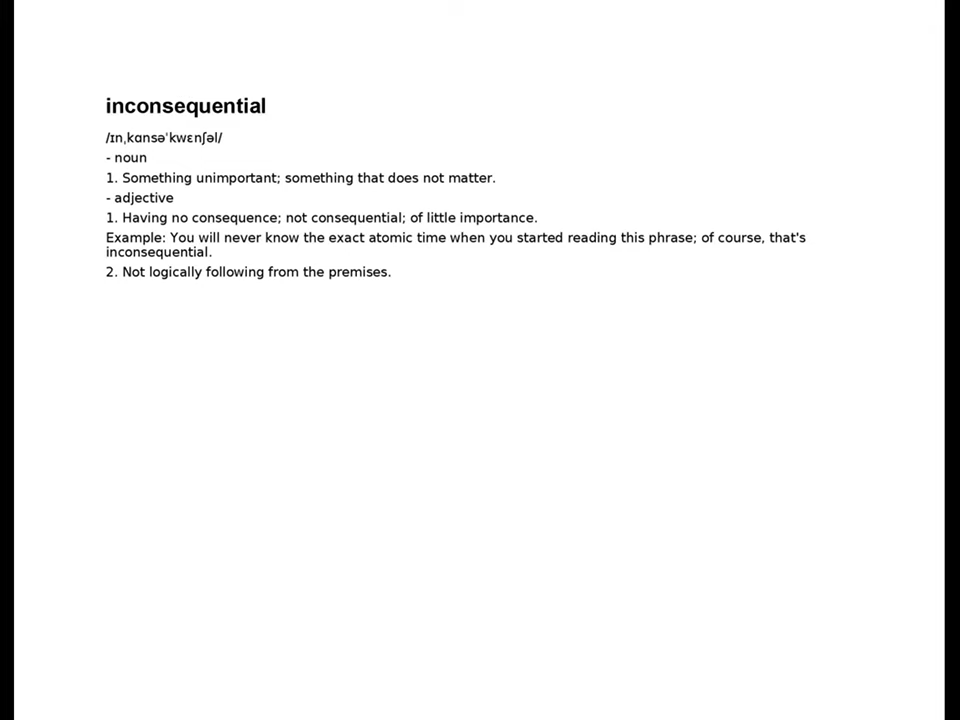 inconsequential
/ɪnˌkɑnsəˈkwɛnʃəl/
- noun
1. Something unimportant; something that does not matter.
- adjective
1. Having no consequence; not consequential; of little importance.
Example: You will never know the exact atomic time when you started reading this phrase; of course, that's
inconsequential.
2. Not logically following from the premises.